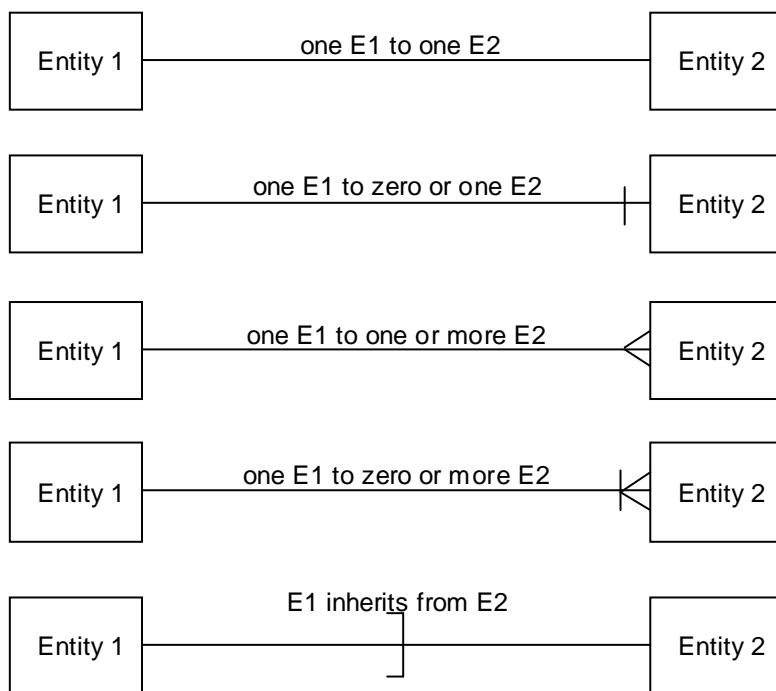 one E1 to one E2
Entity 1
Entity 2
one E1 to zero or one E2
Entity 1
Entity 2
one E1 to one or more E2
Entity 1
Entity 2
one E1 to zero or more E2
Entity 1
Entity 2
E1 inherits from E2
Entity 1
Entity 2